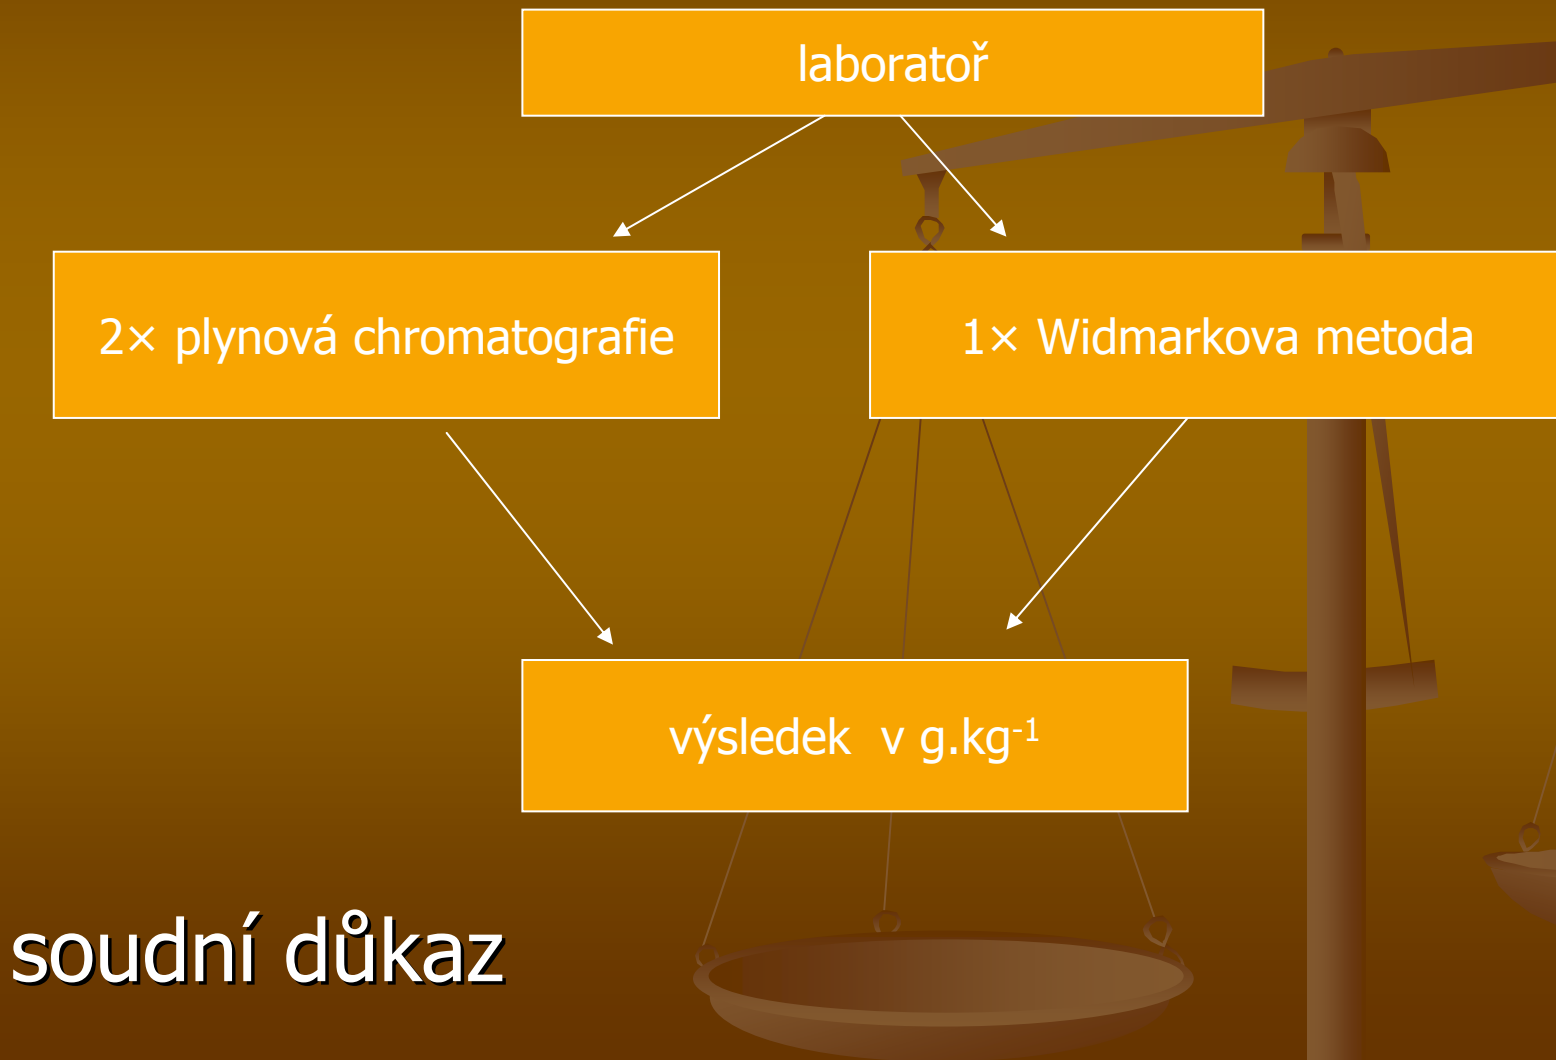 laboratoř
2× plynová chromatografie
1× Widmarkova metoda
výsledek v g.kg⁻¹
soudní důkaz